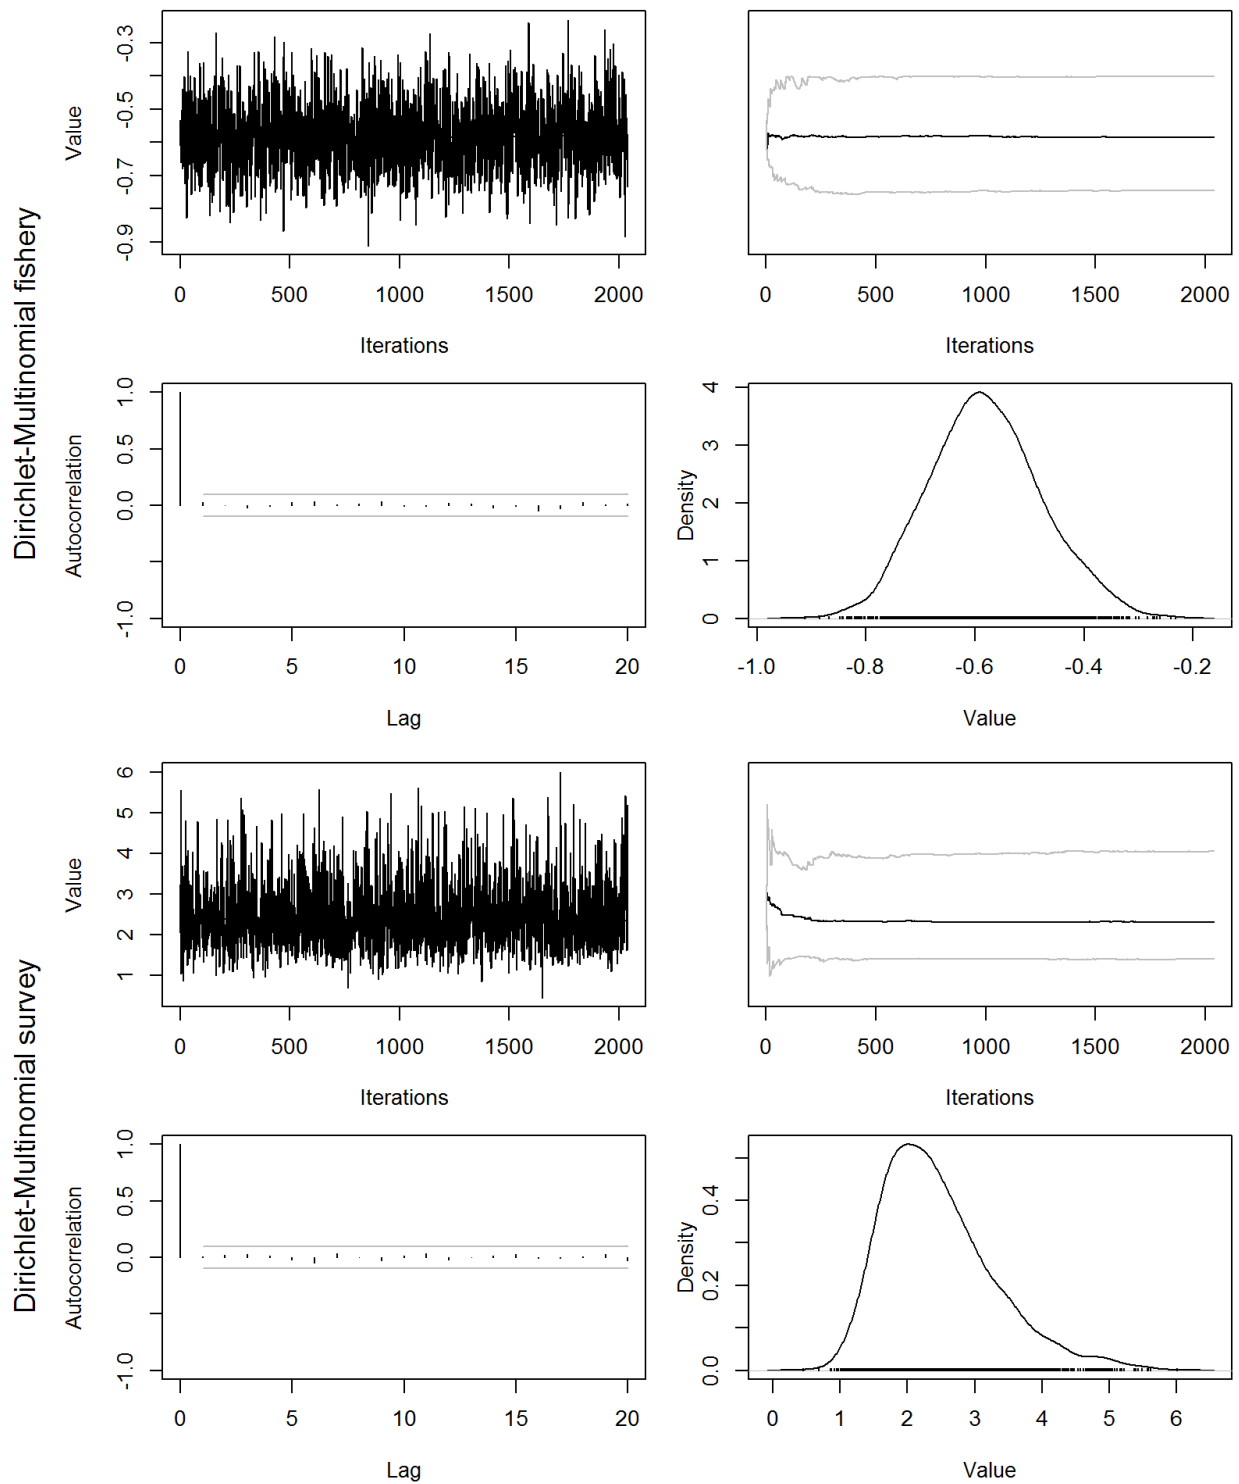 Dirichlet-Multinomial fishery
Value
-0.3
-0.5
-0.7
-0.9
0 500 1000 1500 2000
Iterations
0 500 1000 1500 2000
Iterations
Autocorrelation
1.0
0.5
0.0
-1.0
0 5 10 15 20
Lag
Density
4
3
2
1
0
-1.0 -0.8 -0.6 -0.4 -0.2
Value
Dirichlet-Multinomial survey
Value
6
5
4
3
2
1
0 500 1000 1500 2000
Iterations
0 500 1000 1500 2000
Iterations
Autocorrelation
1.0
0.5
0.0
-1.0
0 5 10 15 20
Lag
Density
0.4
0.2
0.0
0 1 2 3 4 5 6
Value